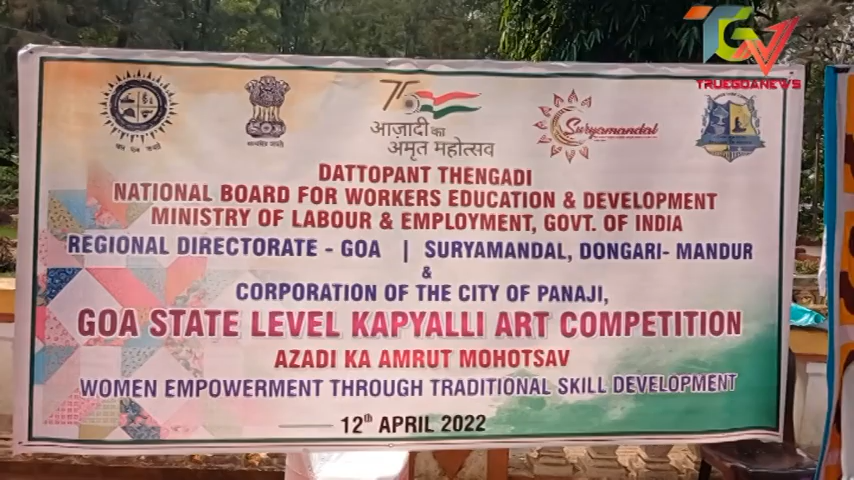 TGN
TRUEGOANEWS
75
आज़ादी का
अमृत महोत्सव
Suryamandal
DATTOPANT THENGADI
NATIONAL BOARD FOR WORKERS EDUCATION & DEVELOPMENT
MINISTRY OF LABOUR & EMPLOYMENT, GOVT. OF INDIA
REGIONAL DIRECTORATE - GOA | SURYAMANDAL, DONGARI- MANDUR
&
CORPORATION OF THE CITY OF PANAJI,
GOA STATE LEVEL KAPYALLI ART COMPETITION
AZADI KA AMRUT MOHOTSAV
WOMEN EMPOWERMENT THROUGH TRADITIONAL SKILL DEVELOPMENT
12th APRIL 2022